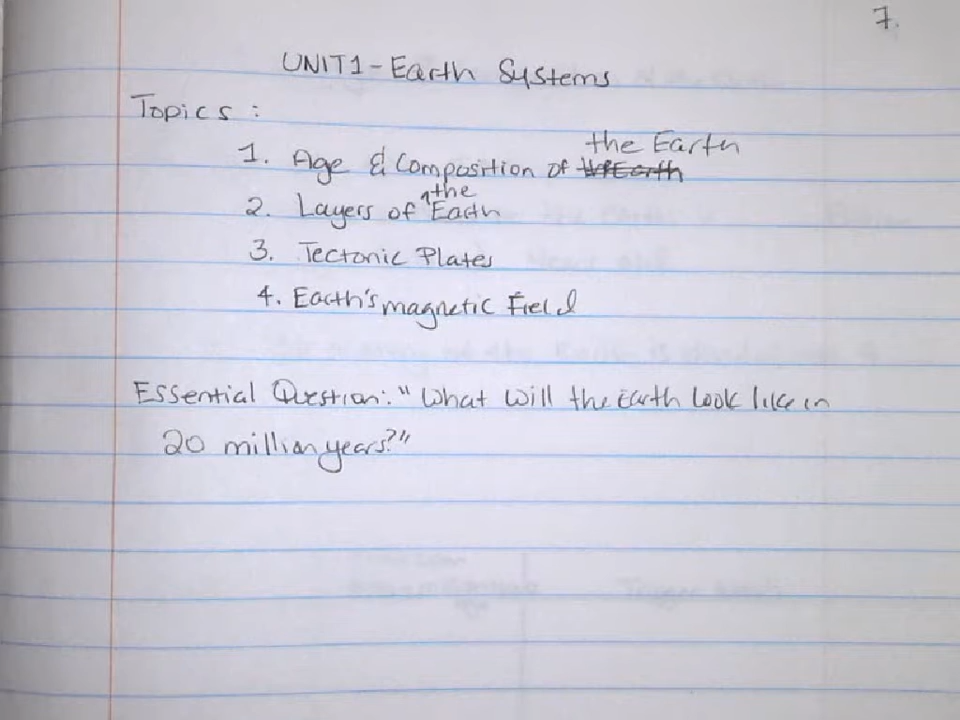 7.
UNIT1-Earth Systems
Topics:
1. Age & Composition of the Earth
2. Layers of the Earth
3. Tectonic Plates
4. Earth's magnetic Field
Essential Question: "What will the Earth look like in
20 million years?"